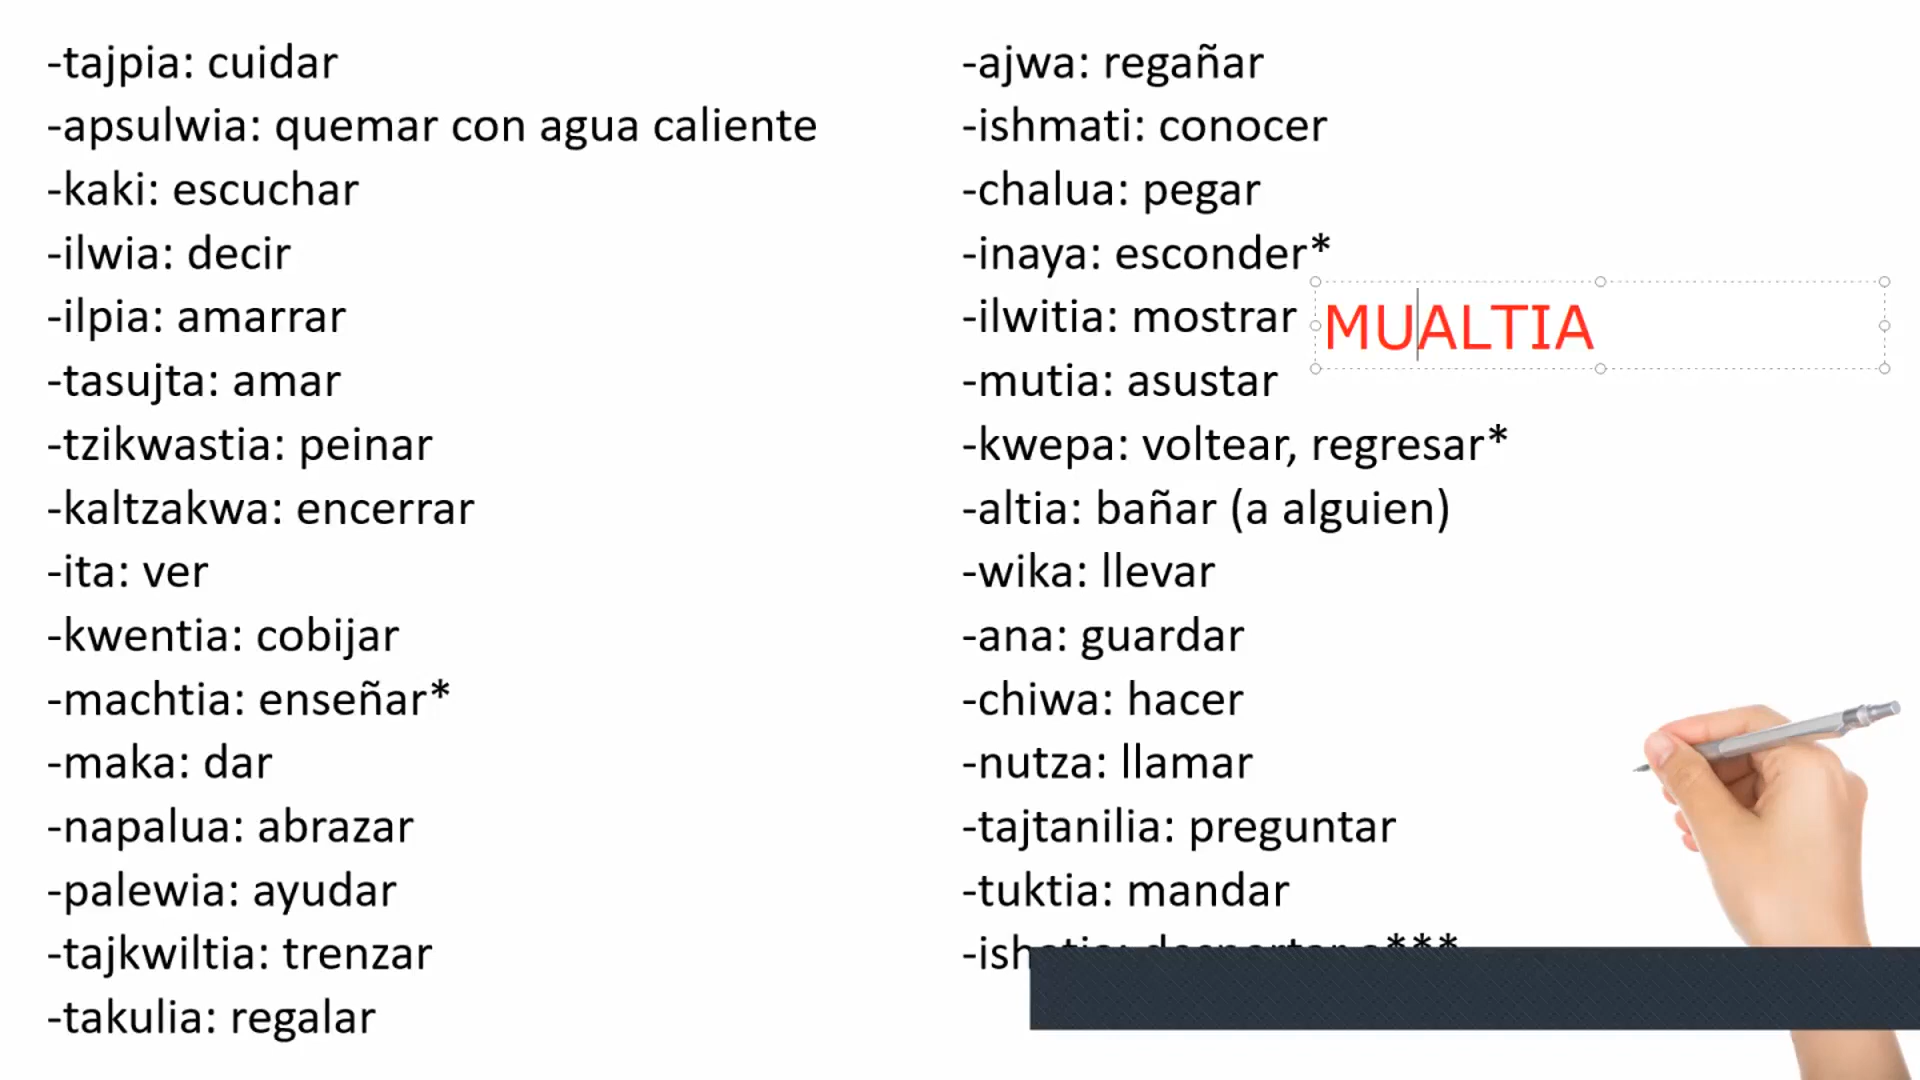 -tajpia: cuidar
-apsulwia: quemar con agua caliente
-kaki: escuchar
-ilwia: decir
-ilpia: amarrar
-tasujta: amar
-tzikwastia: peinar
-kaltzakwa: encerrar
-ita: ver
-kwentia: cobijar
-machtia: enseñar*
-maka: dar
-napalua: abrazar
-palewia: ayudar
-tajkwiltia: trenzar
-takulia: regalar
-ajwa: regañar
-ishmati: conocer
-chalua: pegar
-inaya: esconder*
-ilwitia: mostrar
MUALTIA
-mutia: asustar
-kwepa: voltear, regresar*
-altia: bañar (a alguien)
-wika: llevar
-ana: guardar
-chiwa: hacer
-nutza: llamar
-tajtanilia: preguntar
-tuktia: mandar